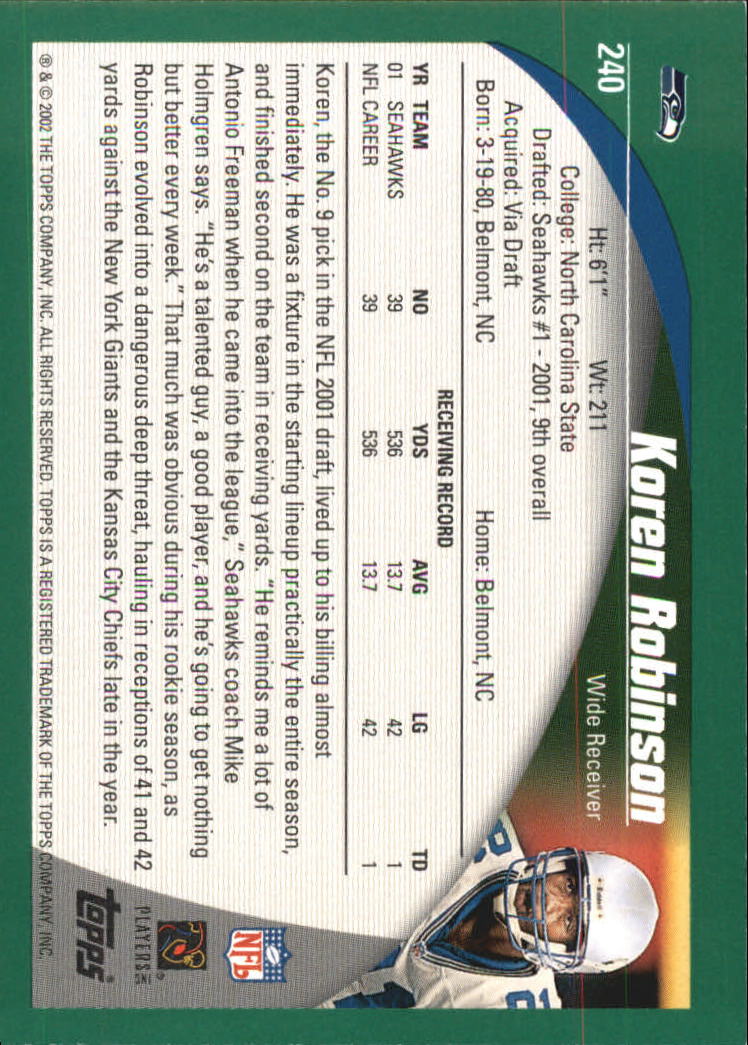 240
Koren Robinson
Wide Receiver
Ht: 6'1" Wt: 211
College: North Carolina State
Drafted: Seahawks #1 - 2001, 9th overall
Acquired: Via Draft
Born: 3-19-80, Belmont, NC Home: Belmont, NC
RECEIVING RECORD
YR TEAM NO YDS AVG LG TD
01 SEAHAWKS 39 536 13.7 42 1
NFL CAREER 39 536 13.7 42 1
Koren, the No. 9 pick in the NFL 2001 draft, lived up to his billing almost
immediately. He was a fixture in the starting lineup practically the entire season,
and finished second on the team in receiving yards. "He reminds me a lot of
Antonio Freeman when he came into the league," Seahawks coach Mike
Holmgren says. "He's a talented guy, a good player, and he's going to get nothing
but better every week." That much was obvious during his rookie season, as
Robinson evolved into a dangerous deep threat, hauling in receptions of 41 and 42
yards against the New York Giants and the Kansas City Chiefs late in the year.
® & © 2002 THE TOPPS COMPANY, INC. ALL RIGHTS RESERVED. TOPPS IS A REGISTERED TRADEMARK OF THE TOPPS COMPANY, INC.
NFL
PLAYERS INC
topps®